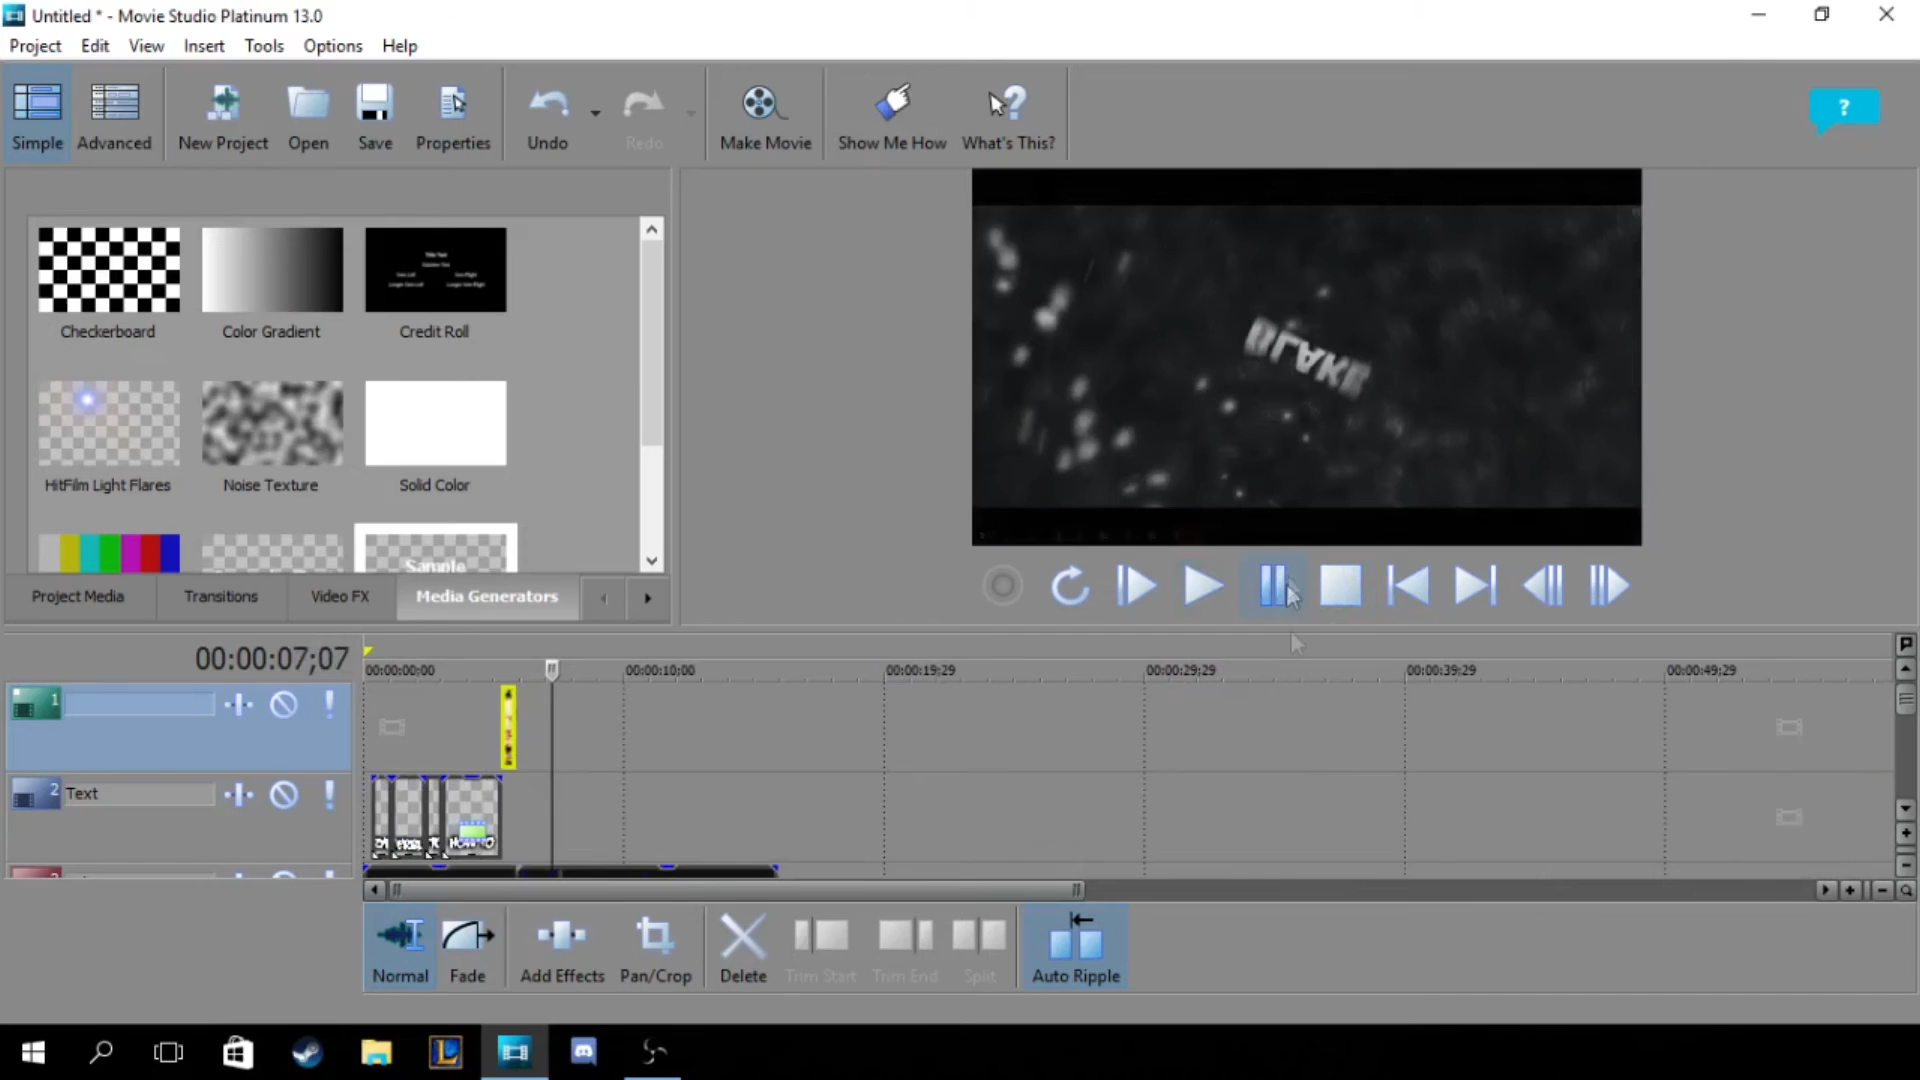 Untitled * - Movie Studio Platinum 13.0
Project Edit View Insert Tools Options Help
Simple Advanced New Project Open Save Properties Undo Redo Make Movie Show Me How What's This?
?
Checkerboard Color Gradient Credit Roll
BLAKE
HitFilm Light Flares Noise Texture Solid Color
Sample
Project Media Transitions Video FX Media Generators
00:00:07;07
00:00:00;00 00:00:10;00 00:00:19;29 00:00:29;29 00:00:39;29 00:00:49;29
1
2 Text
Normal Fade Add Effects Pan/Crop Delete Trim Start Trim End Split Auto Ripple